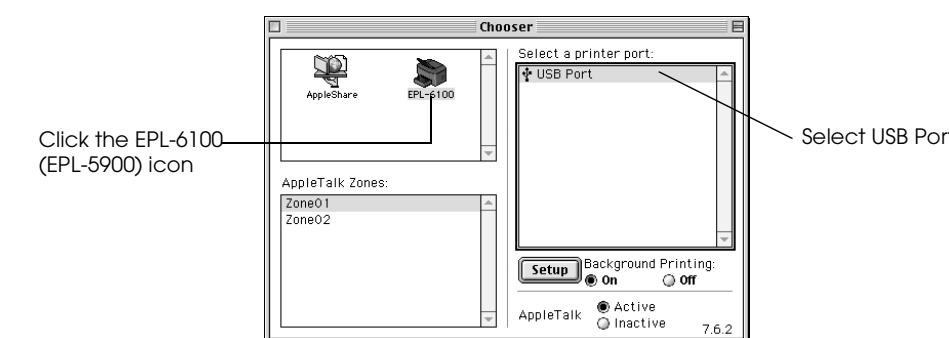 Chooser
AppleShare
EPL-6100
Select a printer port:
USB Port
Click the EPL-6100
(EPL-5900) icon
Select USB Por
AppleTalk Zones:
Zone01
Zone02
Setup
Background Printing:
On Off
AppleTalk
Active
Inactive
7.6.2